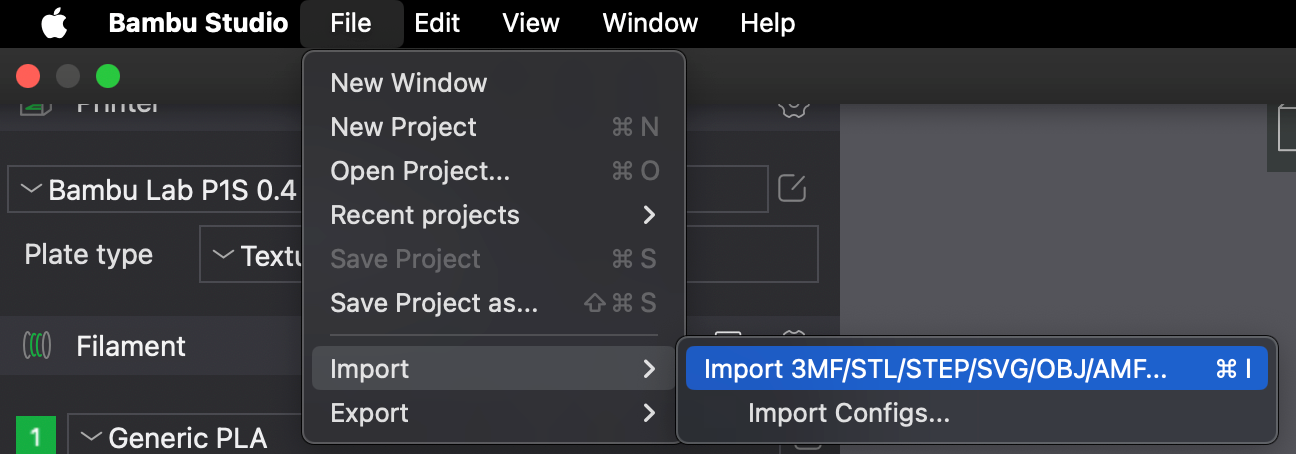 Bambu Studio File Edit View Window Help
New Window
New Project ⌘ N
Open Project... ⌘ O
Recent projects
Save Project ⌘ S
Save Project as... ⇧ ⌘ S
Import
Export
Import 3MF/STL/STEP/SVG/OBJ/AMF... ⌘ I
Import Configs...
Printer
Bambu Lab P1S 0.4
Plate type
Filament
1 Generic PLA